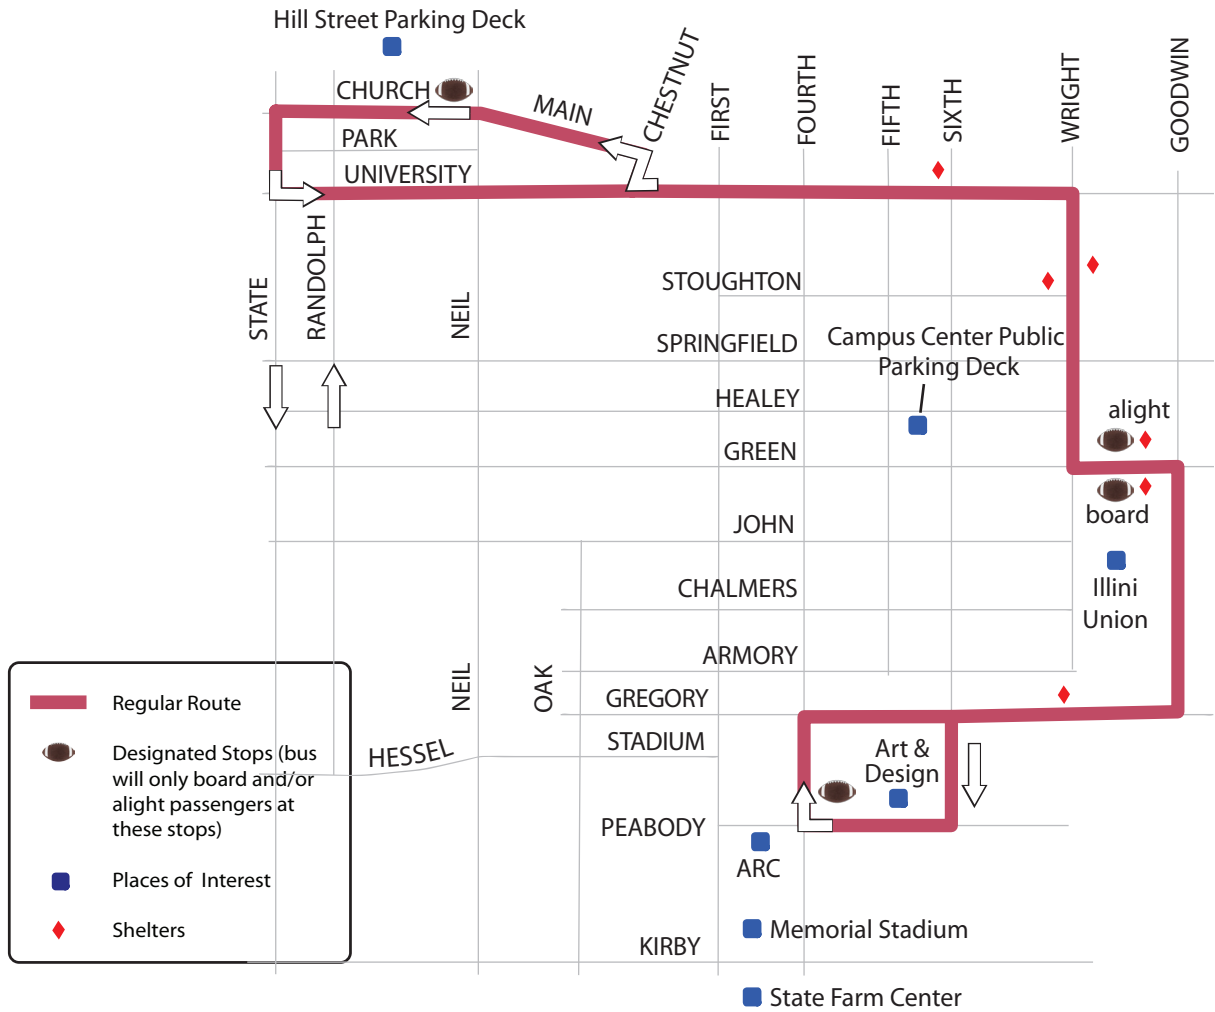 Hill Street Parking Deck
CHURCH
MAIN
CHESTNUT
FIRST
FOURTH
FIFTH
SIXTH
WRIGHT
GOODWIN
PARK
UNIVERSITY
STATE
RANDOLPH
NEIL
STOUGHTON
SPRINGFIELD
Campus Center Public
Parking Deck
HEALEY
alight
GREEN
board
JOHN
Illini
Union
CHALMERS
ARMORY
NEIL
OAK
GREGORY
STADIUM
HESSEL
Art &
Design
PEABODY
ARC
Memorial Stadium
KIRBY
State Farm Center
Regular Route
Designated Stops (bus
will only board and/or
alight passengers at
these stops)
Places of Interest
Shelters